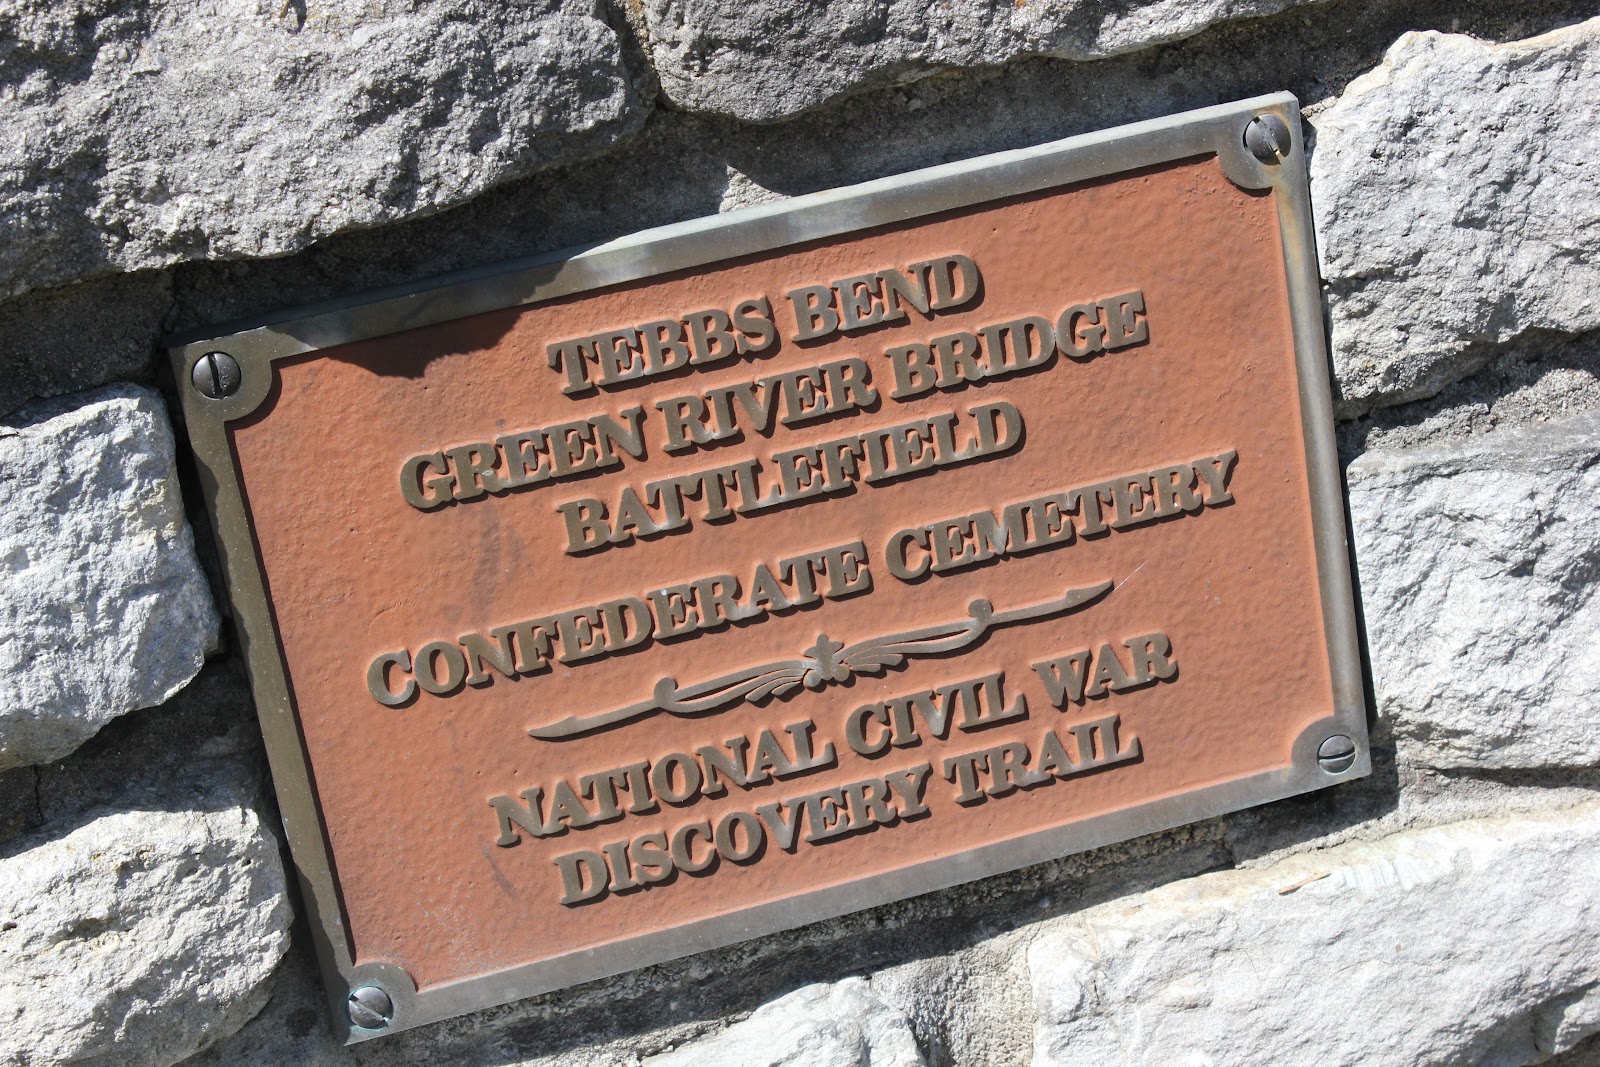 TEBBS BEND
GREEN RIVER BRIDGE
BATTLEFIELD
CONFEDERATE CEMETERY
NATIONAL CIVIL WAR
DISCOVERY TRAIL